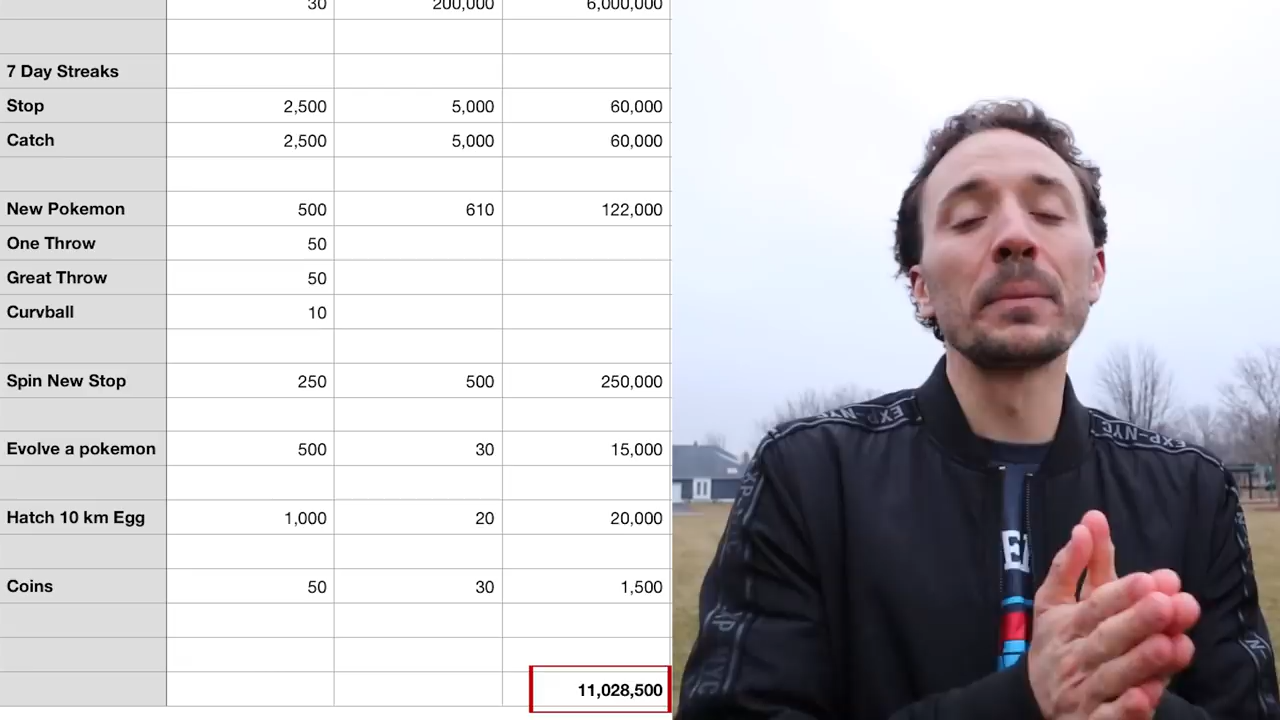 30 200,000 6,000,000
7 Day Streaks
Stop 2,500 5,000 60,000
Catch 2,500 5,000 60,000
New Pokemon 500 610 122,000
One Throw 50
Great Throw 50
Curvball 10
Spin New Stop 250 500 250,000
Evolve a pokemon 500 30 15,000
Hatch 10 km Egg 1,000 20 20,000
Coins 50 30 1,500
11,028,500
EXP-NYC
EXP-NYC